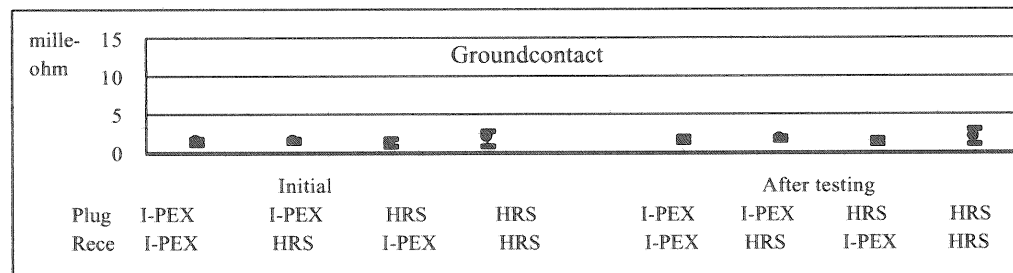 mille-
ohm
15
10
5
0
Groundcontact
Initial After testing
Plug I-PEX I-PEX HRS HRS I-PEX I-PEX HRS HRS
Rece I-PEX HRS I-PEX HRS I-PEX HRS I-PEX HRS